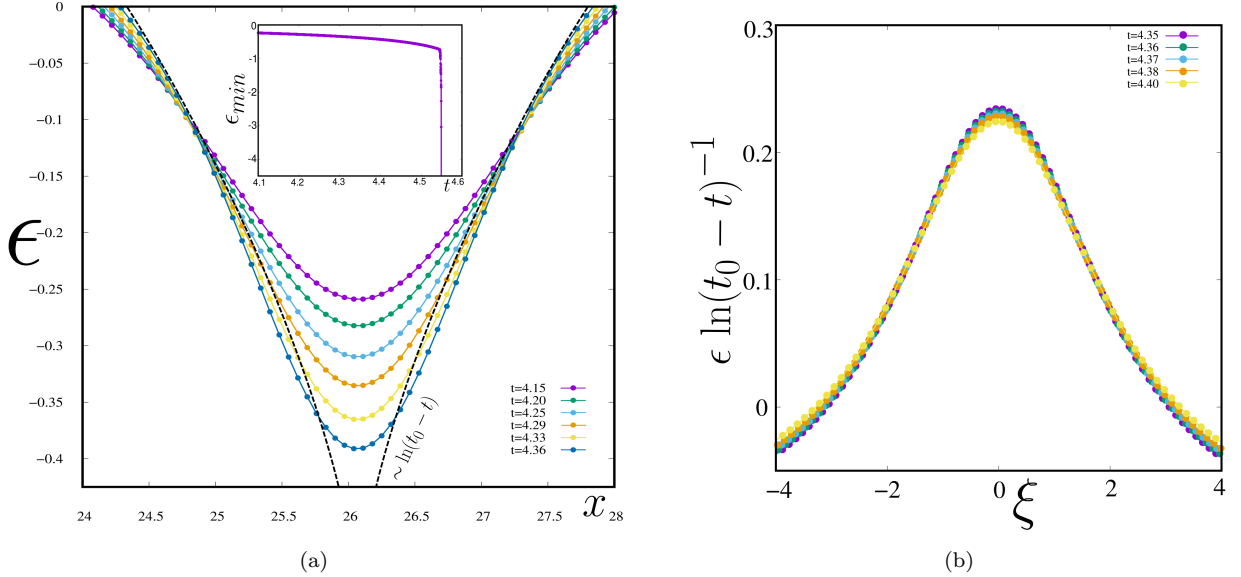 0
−0.05
−0.1
−0.15
−0.2
−0.25
−0.3
−0.35
−0.4
ϵ
24
24.5
25
25.5
26
26.5
27
27.5
28
x
0
-1
-2
-3
-4
ϵmin
4.1
4.2
4.3
4.4
4.5
4.6
t
t=4.15
t=4.20
t=4.25
t=4.29
t=4.33
t=4.36
~ ln(t0 − t)
(a)
0.3
0.2
0.1
0
ϵ ln(t0 − t)−1
−4
−2
0
2
4
ξ
t=4.35
t=4.36
t=4.37
t=4.38
t=4.40
(b)